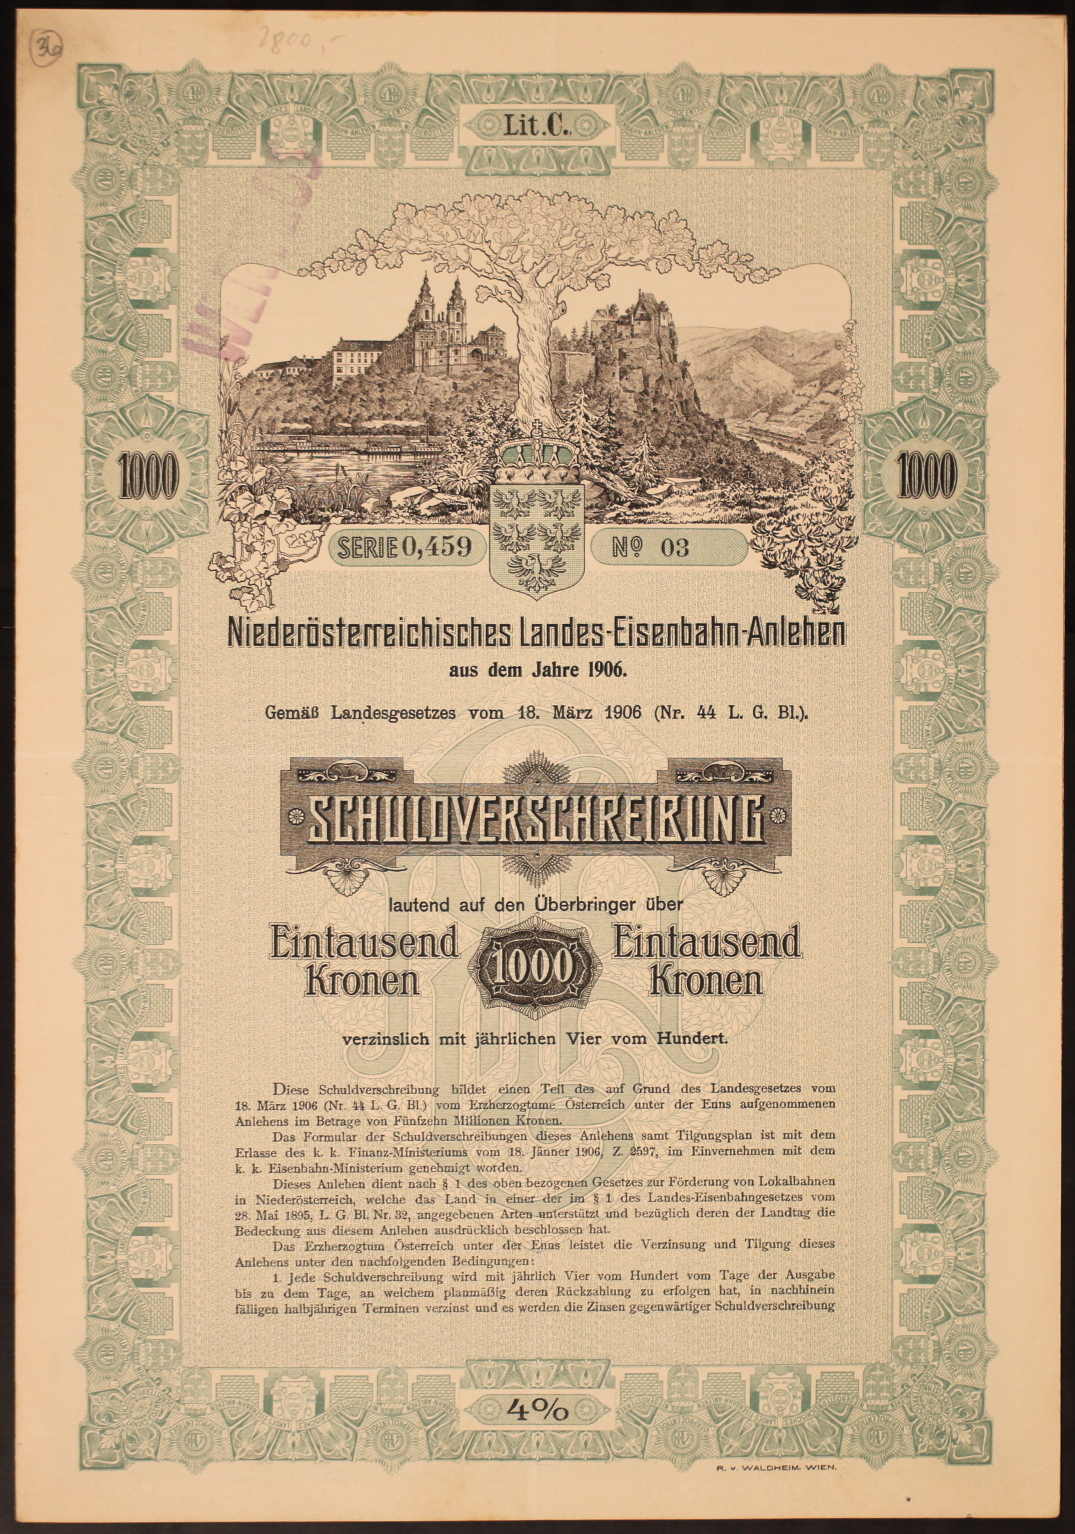 36
2800,-
Lit. C.
WERTLOS
1000
1000
SERIE 0,459
No 03
Niederösterreichisches Landes-Eisenbahn-Anlehen
aus dem Jahre 1906.
Gemäß Landesgesetzes vom 18. März 1906 (Nr. 44 L. G. Bl.).
SCHULDVERSCHREIBUNG
lautend auf den Überbringer über
Eintausend Kronen
1000
Eintausend Kronen
verzinslich mit jährlichen Vier vom Hundert.
Diese Schuldverschreibung bildet einen Teil des auf Grund des Landesgesetzes vom
18. März 1906 (Nr. 44 L. G. Bl.) vom Erzherzogtume Österreich unter der Enns aufgenommenen
Anlehens im Betrage von Fünfzehn Millionen Kronen.
Das Formular der Schuldverschreibungen dieses Anlehens samt Tilgungsplan ist mit dem
Erlasse des k. k. Finanz-Ministeriums vom 18. Jänner 1906, Z. 2597, im Einvernehmen mit dem
k. k. Eisenbahn-Ministerium genehmigt worden.
Dieses Anlehen dient nach § 1 des oben bezogenen Gesetzes zur Förderung von Lokalbahnen
in Niederösterreich, welche das Land in einer der im § 1 des Landes-Eisenbahngesetzes vom
28. Mai 1895, L. G. Bl. Nr. 32, angegebenen Arten unterstützt und bezüglich deren der Landtag die
Bedeckung aus diesem Anlehen ausdrücklich beschlossen hat.
Das Erzherzogtum Österreich unter der Enns leistet die Verzinsung und Tilgung dieses
Anlehens unter den nachfolgenden Bedingungen:
1. Jede Schuldverschreibung wird mit jährlich Vier vom Hundert vom Tage der Ausgabe
bis zu dem Tage, an welchem planmäßig deren Rückzahlung zu erfolgen hat, in nachhinein
fälligen halbjährigen Terminen verzinst und es werden die Zinsen gegenwärtiger Schuldverschreibung
4%
R. v. WALDHEIM. WIEN.